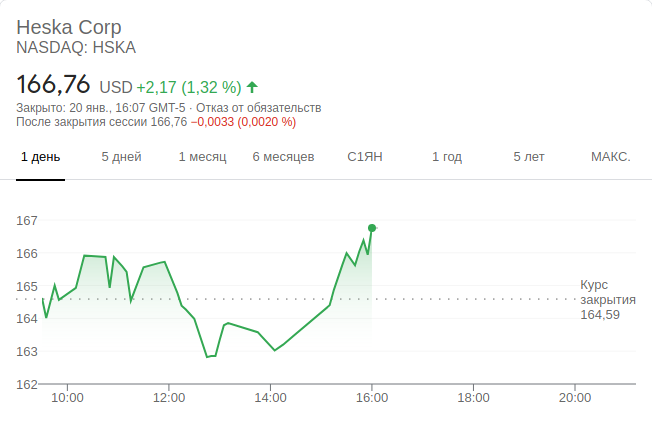 Heska Corp
NASDAQ: HSKA
166,76 USD +2,17 (1,32 %)
Закрыто: 20 янв., 16:07 GMT-5 · Отказ от обязательств
После закрытия сессии 166,76 −0,0033 (0,0020 %)
1 день 5 дней 1 месяц 6 месяцев С1ЯН 1 год 5 лет МАКС.
167
166
165
164
163
162
Курс
закрытия
164,59
10:00 12:00 14:00 16:00 18:00 20:00